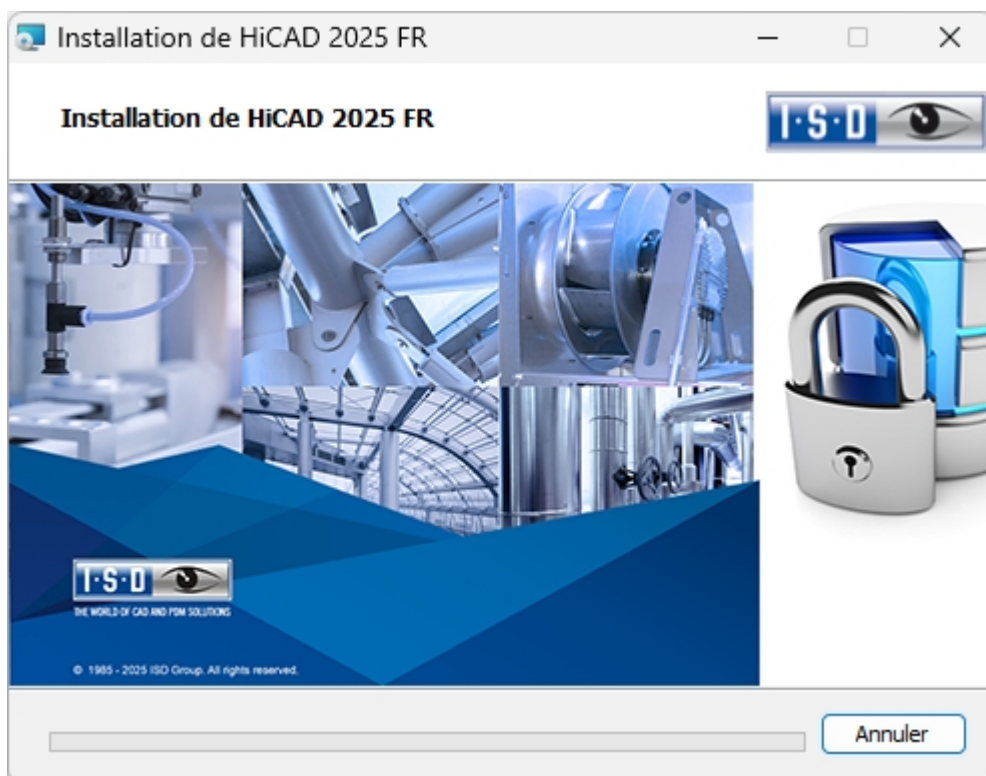 Installation de HiCAD 2025 FR
Installation de HiCAD 2025 FR
I·S·D
I·S·D
THE WORLD OF CAD AND PDM SOLUTIONS
© 1985 - 2025 ISD Group. All rights reserved.
Annuler